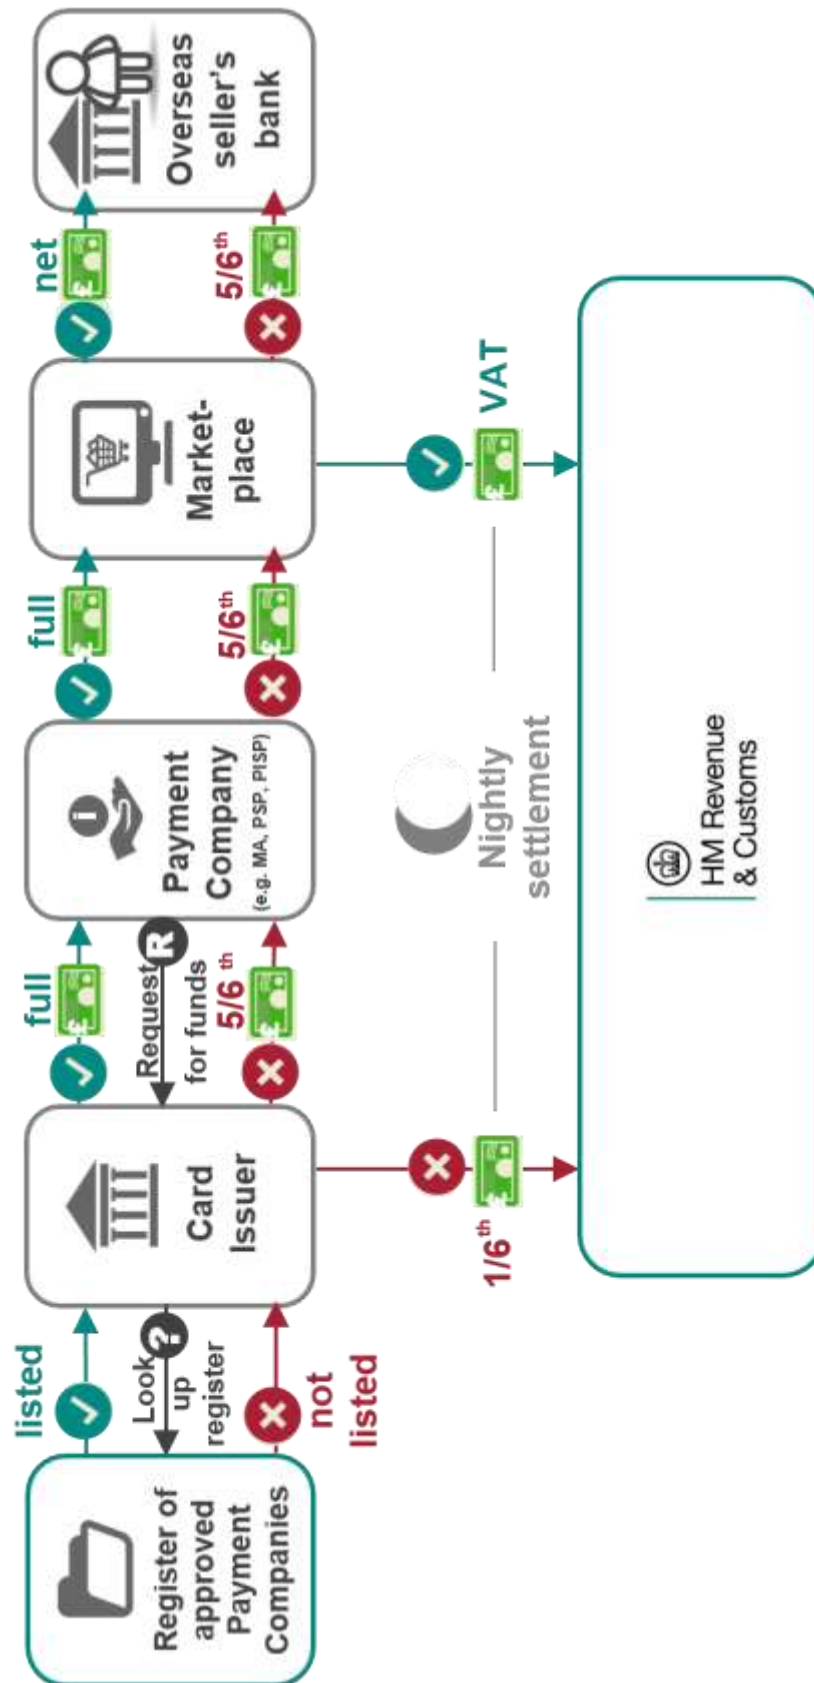 listed
Look
up
register
not
listed
Register of
approved
Payment
Companies
full
Request
for funds
5/6 th
Card
Issuer
full
5/6th
Payment
Company
(e.g. MA, PSP, PISP)
net
5/6th
Market-
place
Overseas
seller's
bank
1/6th
Nightly
settlement
VAT
HM Revenue
& Customs